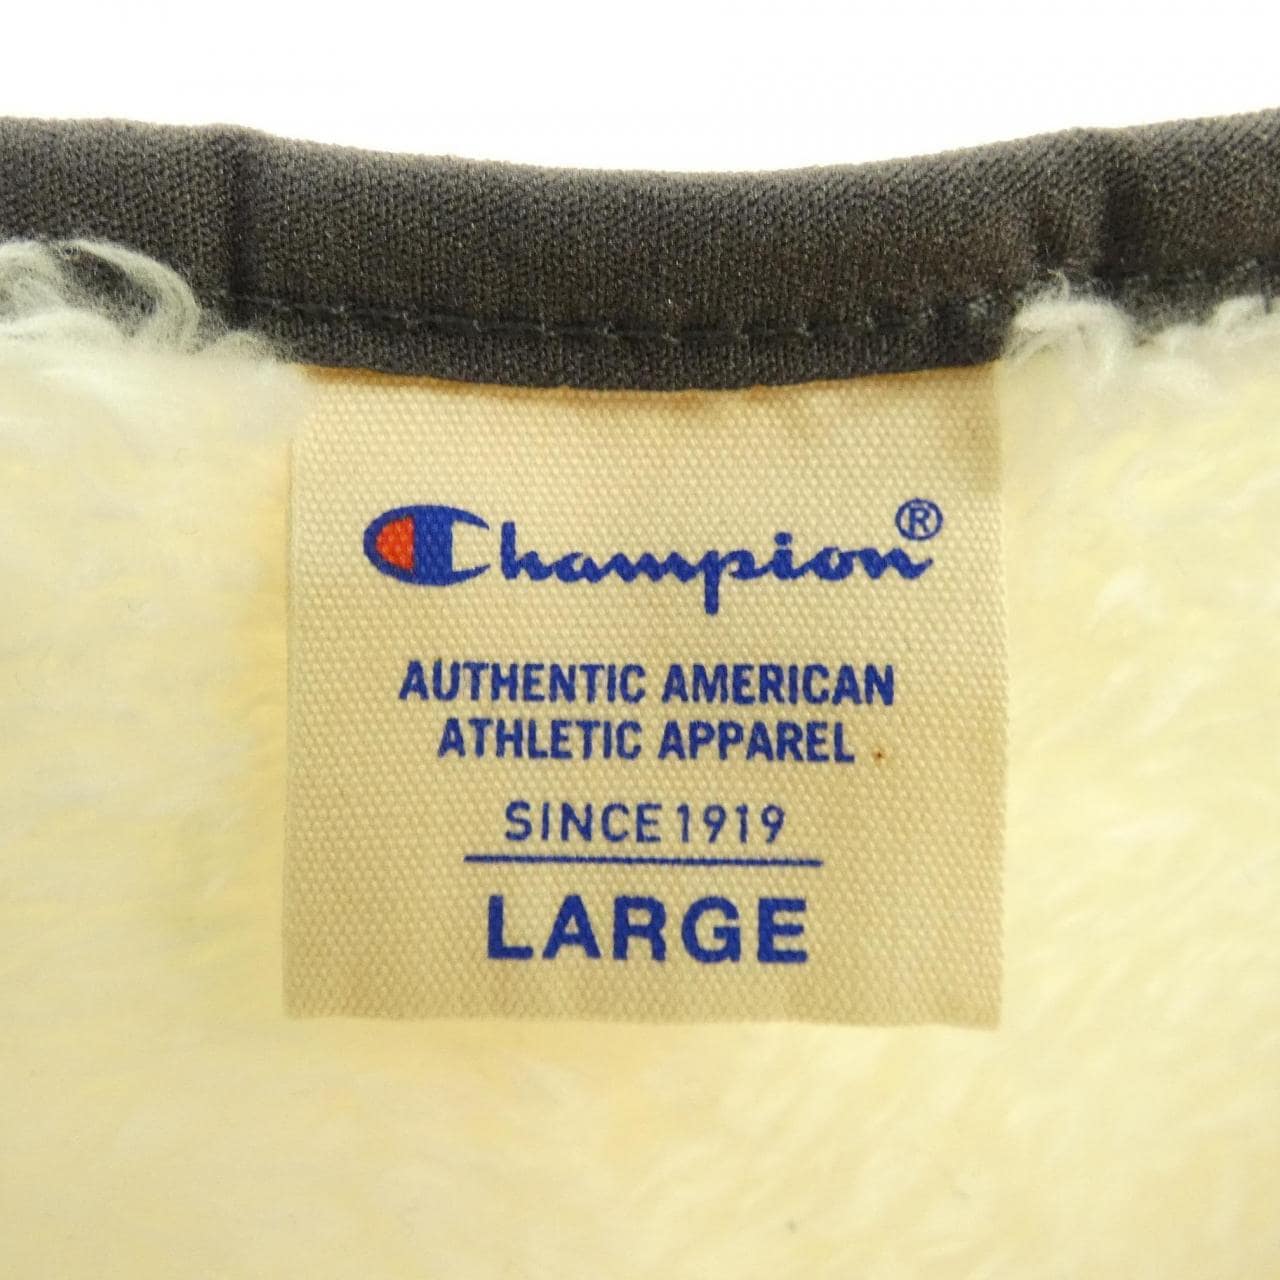 Champion®
AUTHENTIC AMERICAN
ATHLETIC APPAREL
SINCE 1919
LARGE